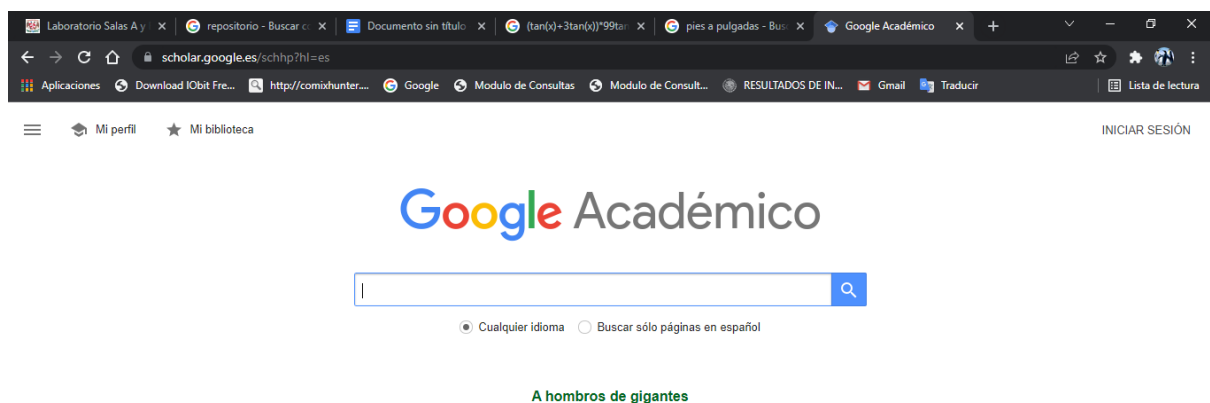 Laboratorio Salas A y
repositorio - Buscar co
Documento sin título
(tan(x)+3tan(x))*99tan
pies a pulgadas - Bus
Google Académico
scholar.google.es/schhp?hl=es
Aplicaciones
Download IObit Fre...
http://comixhunter....
Google
Modulo de Consultas
Modulo de Consult...
RESULTADOS DE IN...
Gmail
Traducir
Lista de lectura
Mi perfil
Mi biblioteca
INICIAR SESIÓN
Google Académico
Cualquier idioma
Buscar sólo páginas en español
A hombros de gigantes